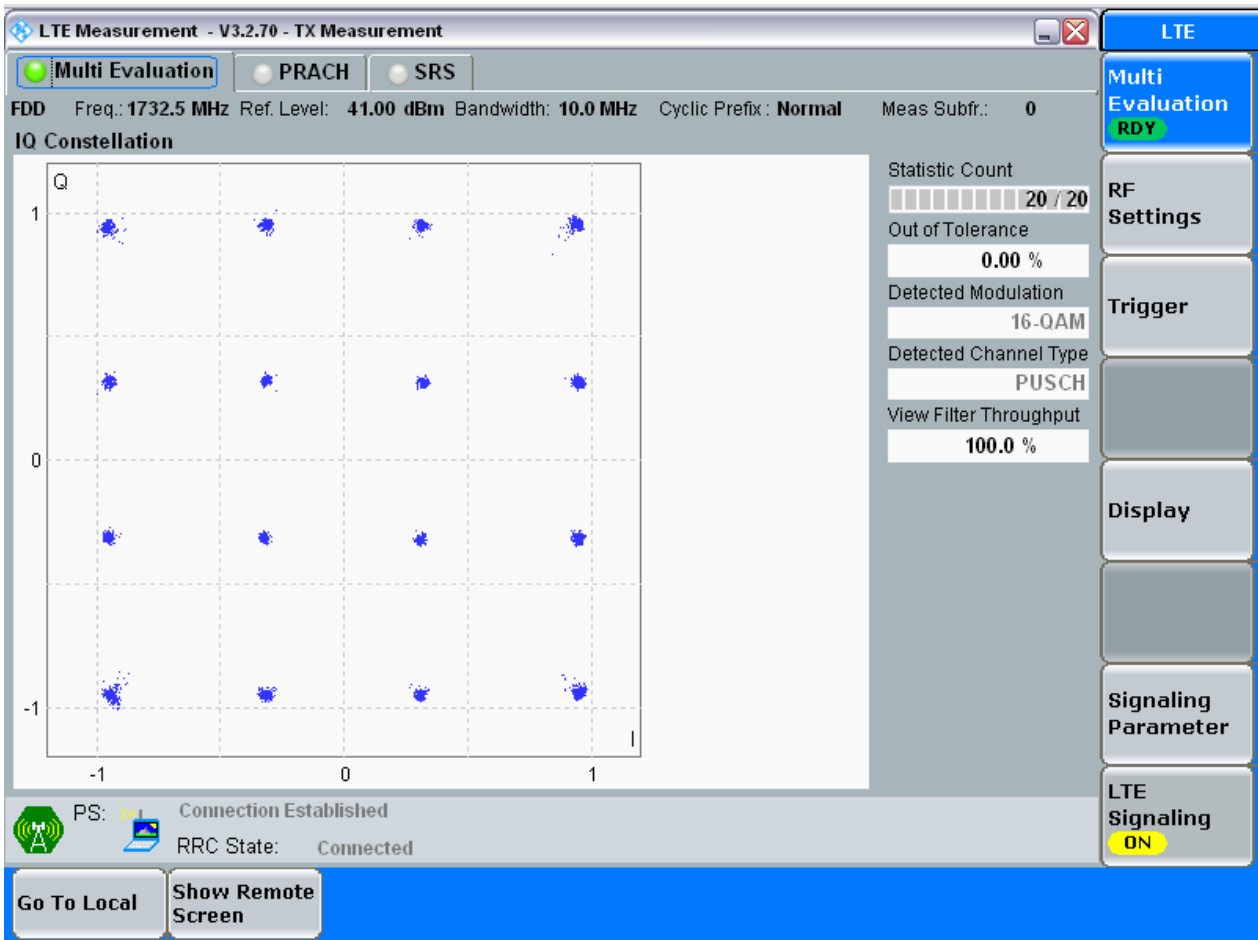 LTE Measurement - V3.2.70 - TX Measurement
LTE
Multi Evaluation PRACH SRS
Multi
Evaluation
RDY
FDD Freq.: 1732.5 MHz Ref. Level: 41.00 dBm Bandwidth: 10.0 MHz Cyclic Prefix : Normal Meas Subfr.: 0
IQ Constellation
Q
1
0
-1
I
-1 0 1
Statistic Count
20 / 20
Out of Tolerance
0.00 %
Detected Modulation
16-QAM
Detected Channel Type
PUSCH
View Filter Throughput
100.0 %
RF
Settings
Trigger
Display
Signaling
Parameter
LTE
Signaling
ON
PS: Connection Established
RRC State: Connected
Go To Local
Show Remote
Screen